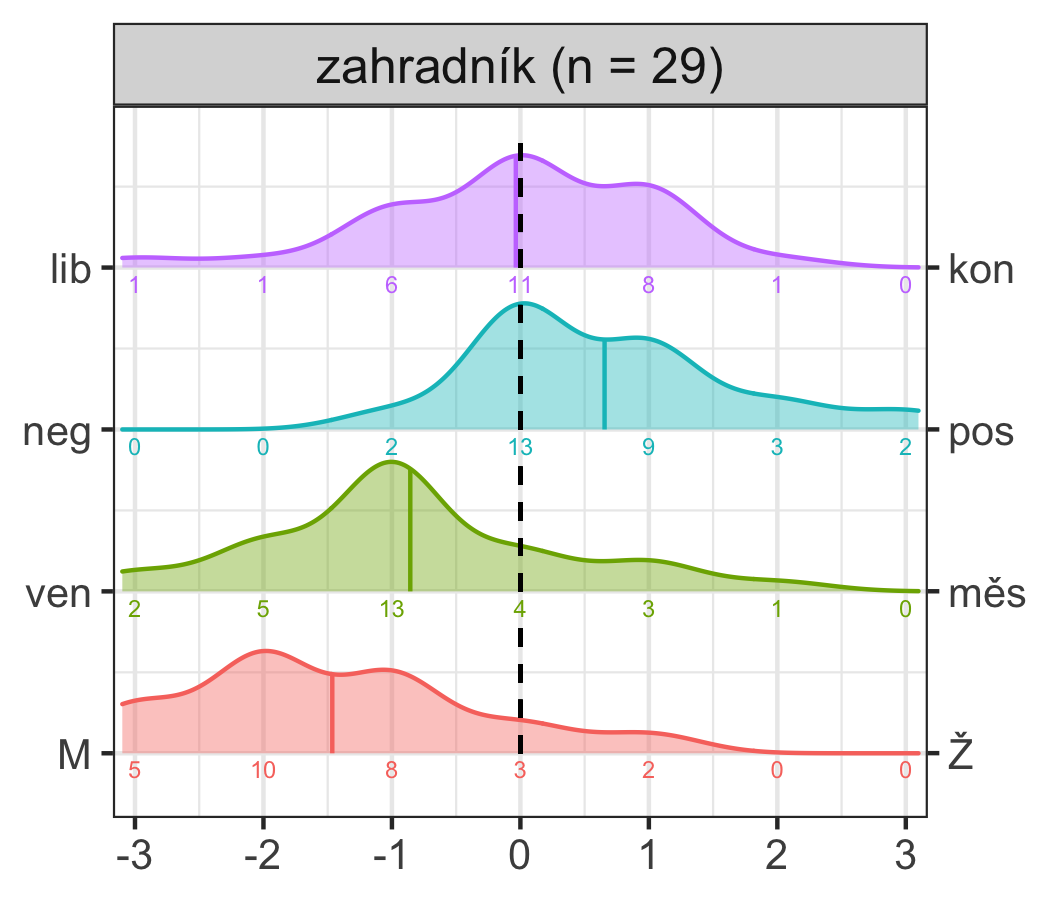 zahradník (n = 29)
lib kon
1 1 6 11 8 1 0
neg pos
0 0 2 13 9 3 2
ven měs
2 5 13 4 3 1 0
M Ž
5 10 8 3 2 0 0
-3 -2 -1 0 1 2 3